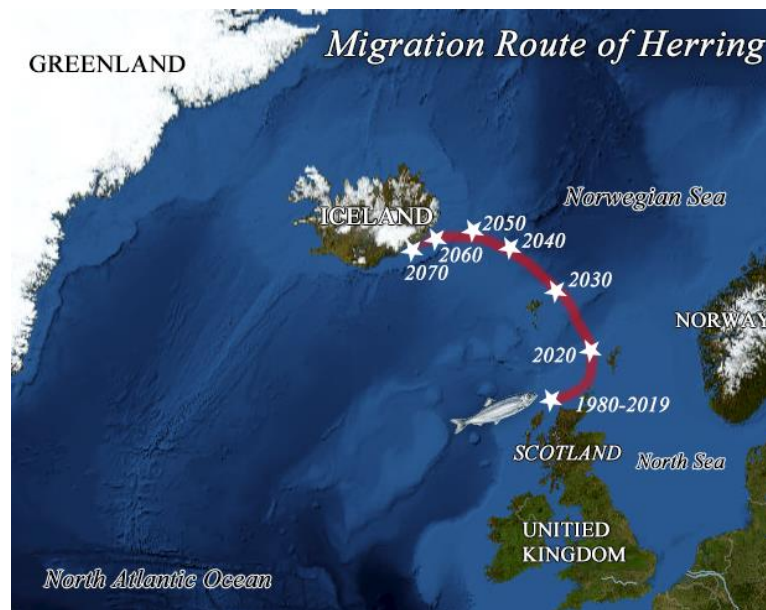 Migration Route of Herring
GREENLAND
Norwegian Sea
ICELAND
2050
2040
2060
2070
2030
NORWAY
2020
1980-2019
SCOTLAND
North Sea
UNITIED
KINGDOM
North Atlantic Ocean